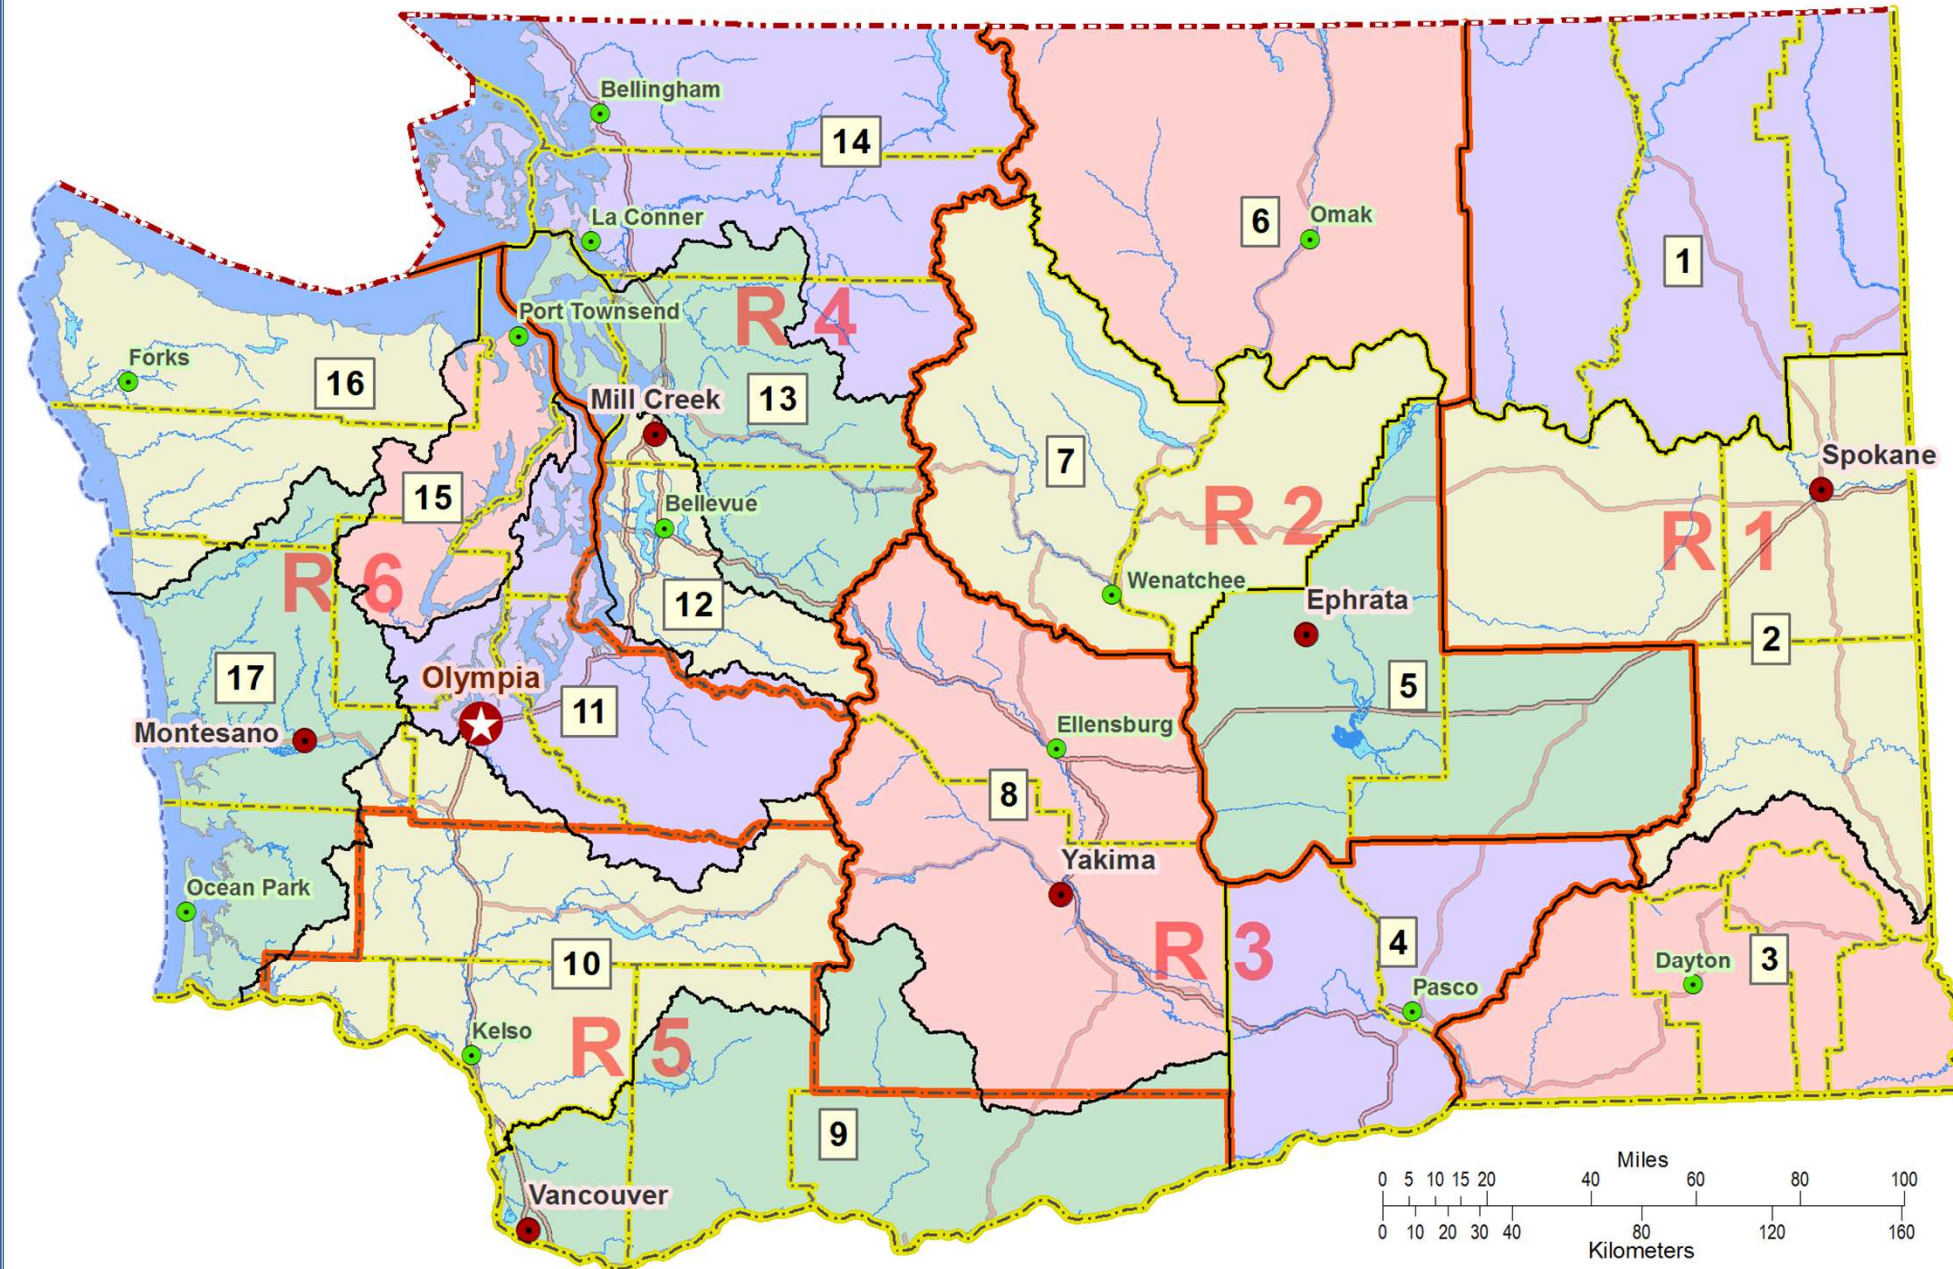 Bellingham
14
La Conner
6
Omak
1
R 4
Port Townsend
Forks
16
Mill Creek
13
7
Spokane
15
Bellevue
R 2
R 1
R 6
Wenatchee
Ephrata
12
2
17
Olympia
11
5
Montesano
Ellensburg
8
Yakima
Ocean Park
10
R 3
4
Dayton
3
Pasco
Kelso
R 5
9
Vancouver
Miles
0 5 10 15 20 40 60 80 100
0 10 20 30 40 80 120 160
Kilometers